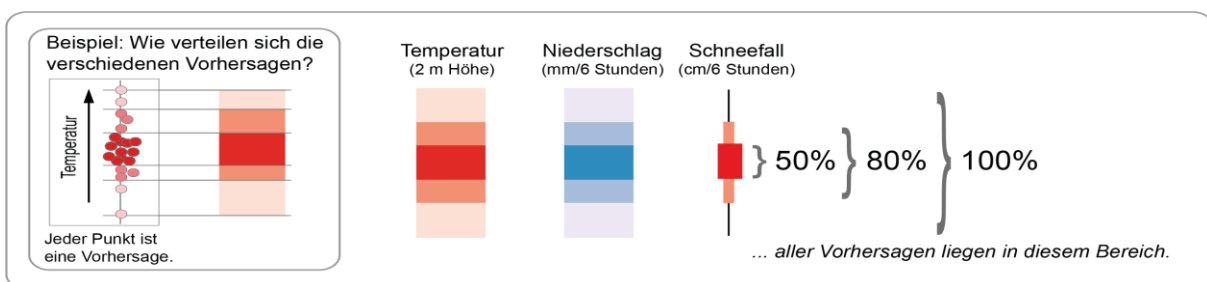 Beispiel: Wie verteilen sich die
verschiedenen Vorhersagen?
Temperatur
Jeder Punkt ist
eine Vorhersage.
Temperatur
(2 m Höhe)
Niederschlag
(mm/6 Stunden)
Schneefall
(cm/6 Stunden)
50%
80%
100%
... aller Vorhersagen liegen in diesem Bereich.